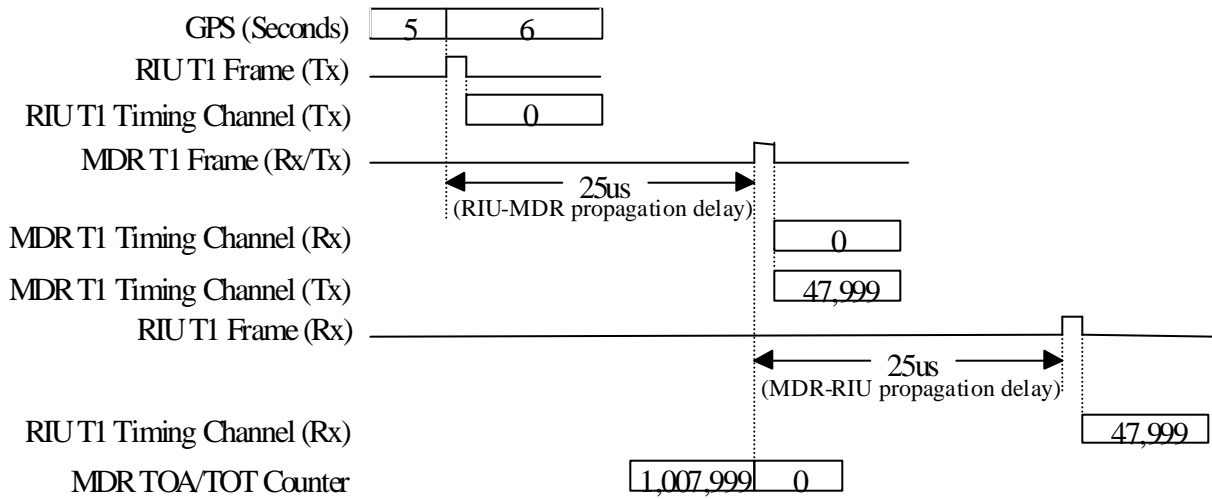 GPS (Seconds) 5 6
RIU T1 Frame (Tx)
RIU T1 Timing Channel (Tx) 0
MDR T1 Frame (Rx/Tx)
25us
(RIU-MDR propagation delay)
MDR T1 Timing Channel (Rx) 0
MDR T1 Timing Channel (Tx) 47,999
RIU T1 Frame (Rx)
25us
(MDR-RIU propagation delay)
RIU T1 Timing Channel (Rx) 47,999
MDR TOA/TOT Counter 1,007,999 0